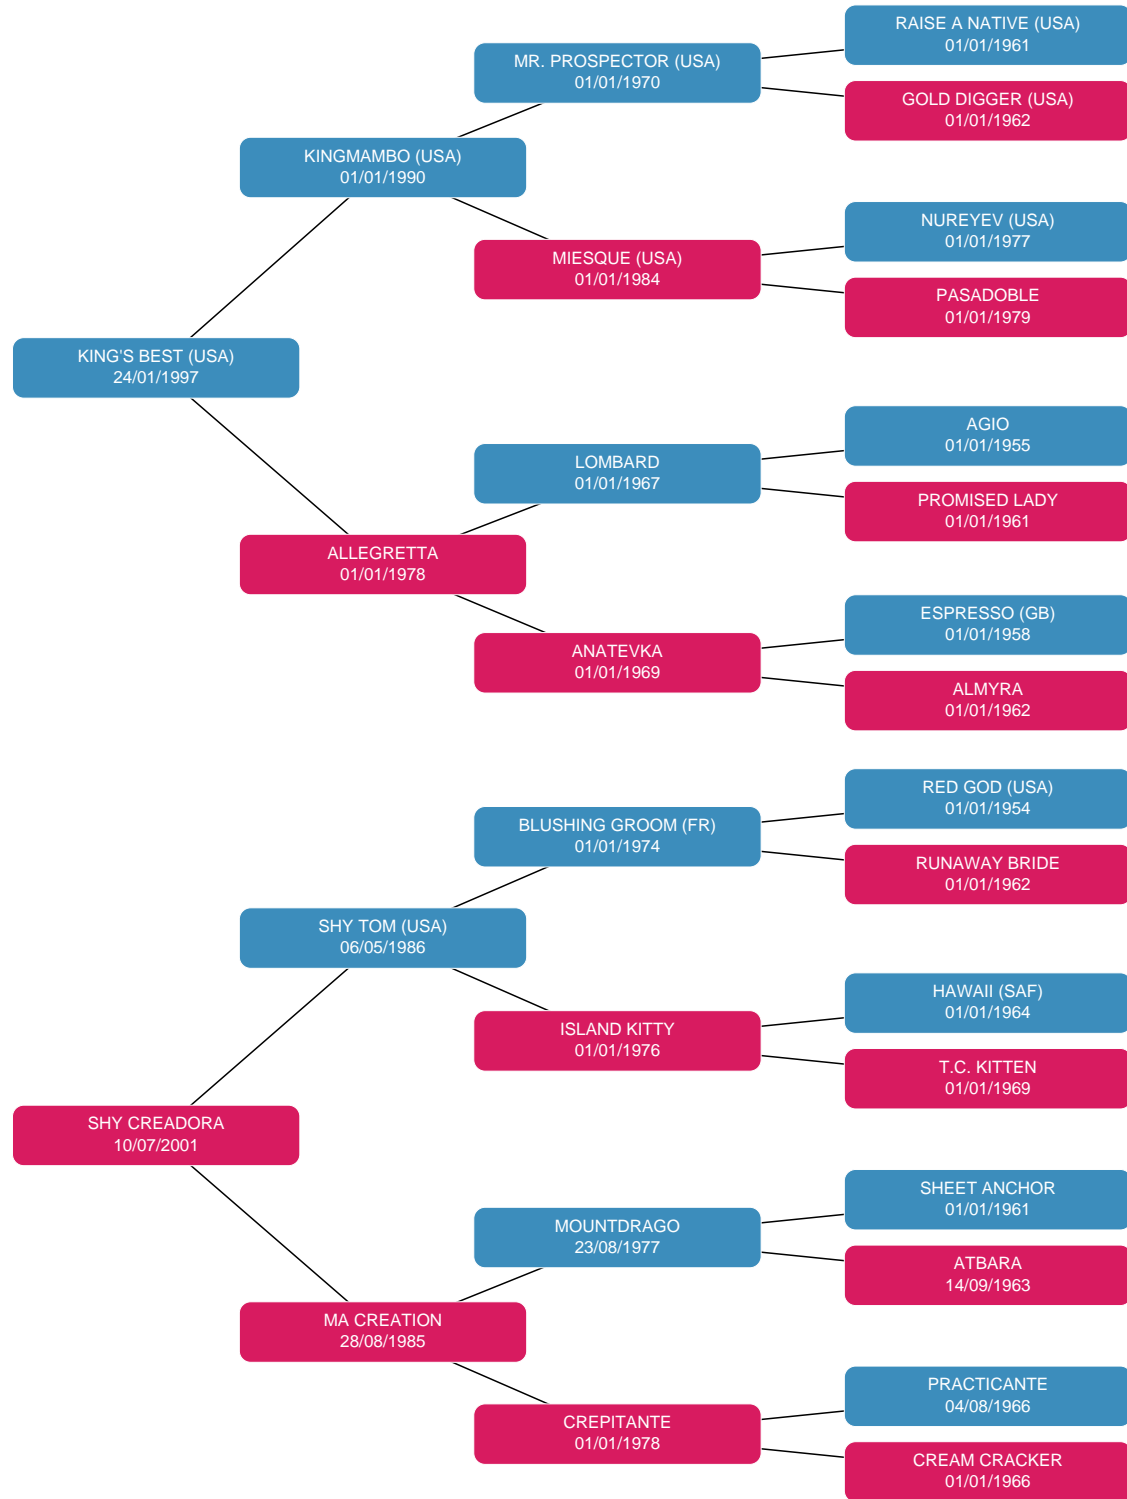 RAISE A NATIVE (USA)
01/01/1961
MR. PROSPECTOR (USA)
01/01/1970
GOLD DIGGER (USA)
01/01/1962
KINGMAMBO (USA)
01/01/1990
NUREYEV (USA)
01/01/1977
MIESQUE (USA)
01/01/1984
PASADOBLE
01/01/1979
KING'S BEST (USA)
24/01/1997
AGIO
01/01/1955
LOMBARD
01/01/1967
PROMISED LADY
01/01/1961
ALLEGRETTA
01/01/1978
ESPRESSO (GB)
01/01/1958
ANATEVKA
01/01/1969
ALMYRA
01/01/1962
RED GOD (USA)
01/01/1954
BLUSHING GROOM (FR)
01/01/1974
RUNAWAY BRIDE
01/01/1962
SHY TOM (USA)
06/05/1986
HAWAII (SAF)
01/01/1964
ISLAND KITTY
01/01/1976
T.C. KITTEN
01/01/1969
SHY CREADORA
10/07/2001
SHEET ANCHOR
01/01/1961
MOUNTDRAGO
23/08/1977
ATBARA
14/09/1963
MA CREATION
28/08/1985
PRACTICANTE
04/08/1966
CREPITANTE
01/01/1978
CREAM CRACKER
01/01/1966